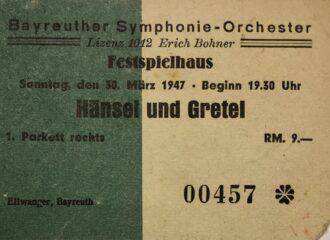 Bayreuther Symphonie-Orchester
Lizenz 1012 Erich Bohner
Festspielhaus
Sonntag, den 30. März 1947 · Beginn 19.30 Uhr
Hänsel und Gretel
1. Parkett rechts RM. 9.—
00457
Ellwanger, Bayreuth